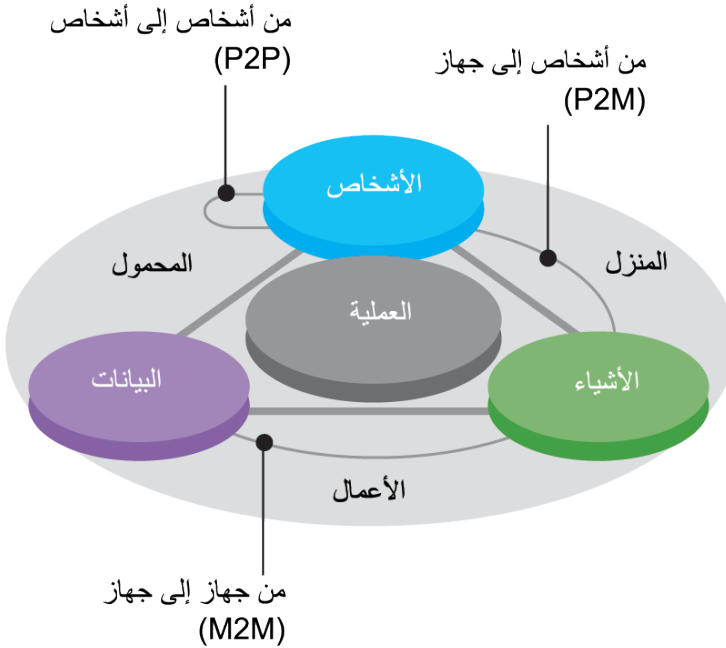 من أشخاص إلى أشخاص
(P2P)
من أشخاص إلى جهاز
(P2M)
الأشخاص
المنزل
المحمول
العملية
الأشياء
البيانات
الأعمال
من جهاز إلى جهاز
(M2M)